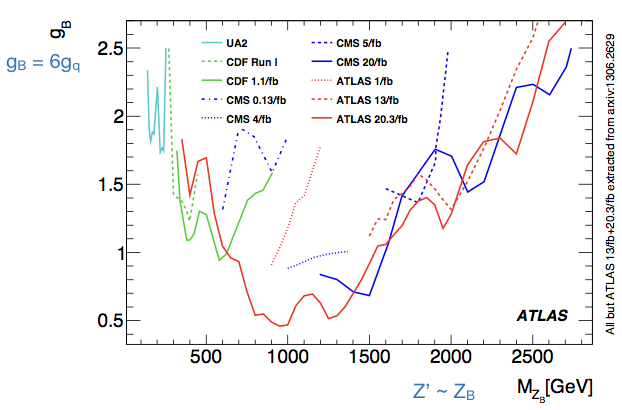 g_B
g_B = 6g_q
2.5
2
1.5
1
0.5
UA2
CDF Run I
CDF 1.1/fb
CMS 0.13/fb
CMS 4/fb
CMS 5/fb
CMS 20/fb
ATLAS 1/fb
ATLAS 13/fb
ATLAS 20.3/fb
ATLAS
500
1000
1500
2000
2500
Z' ~ Z_B
M_{Z_B}[GeV]
All but ATLAS 13/fb+20.3/fb extracted from arxiv:1306.2629